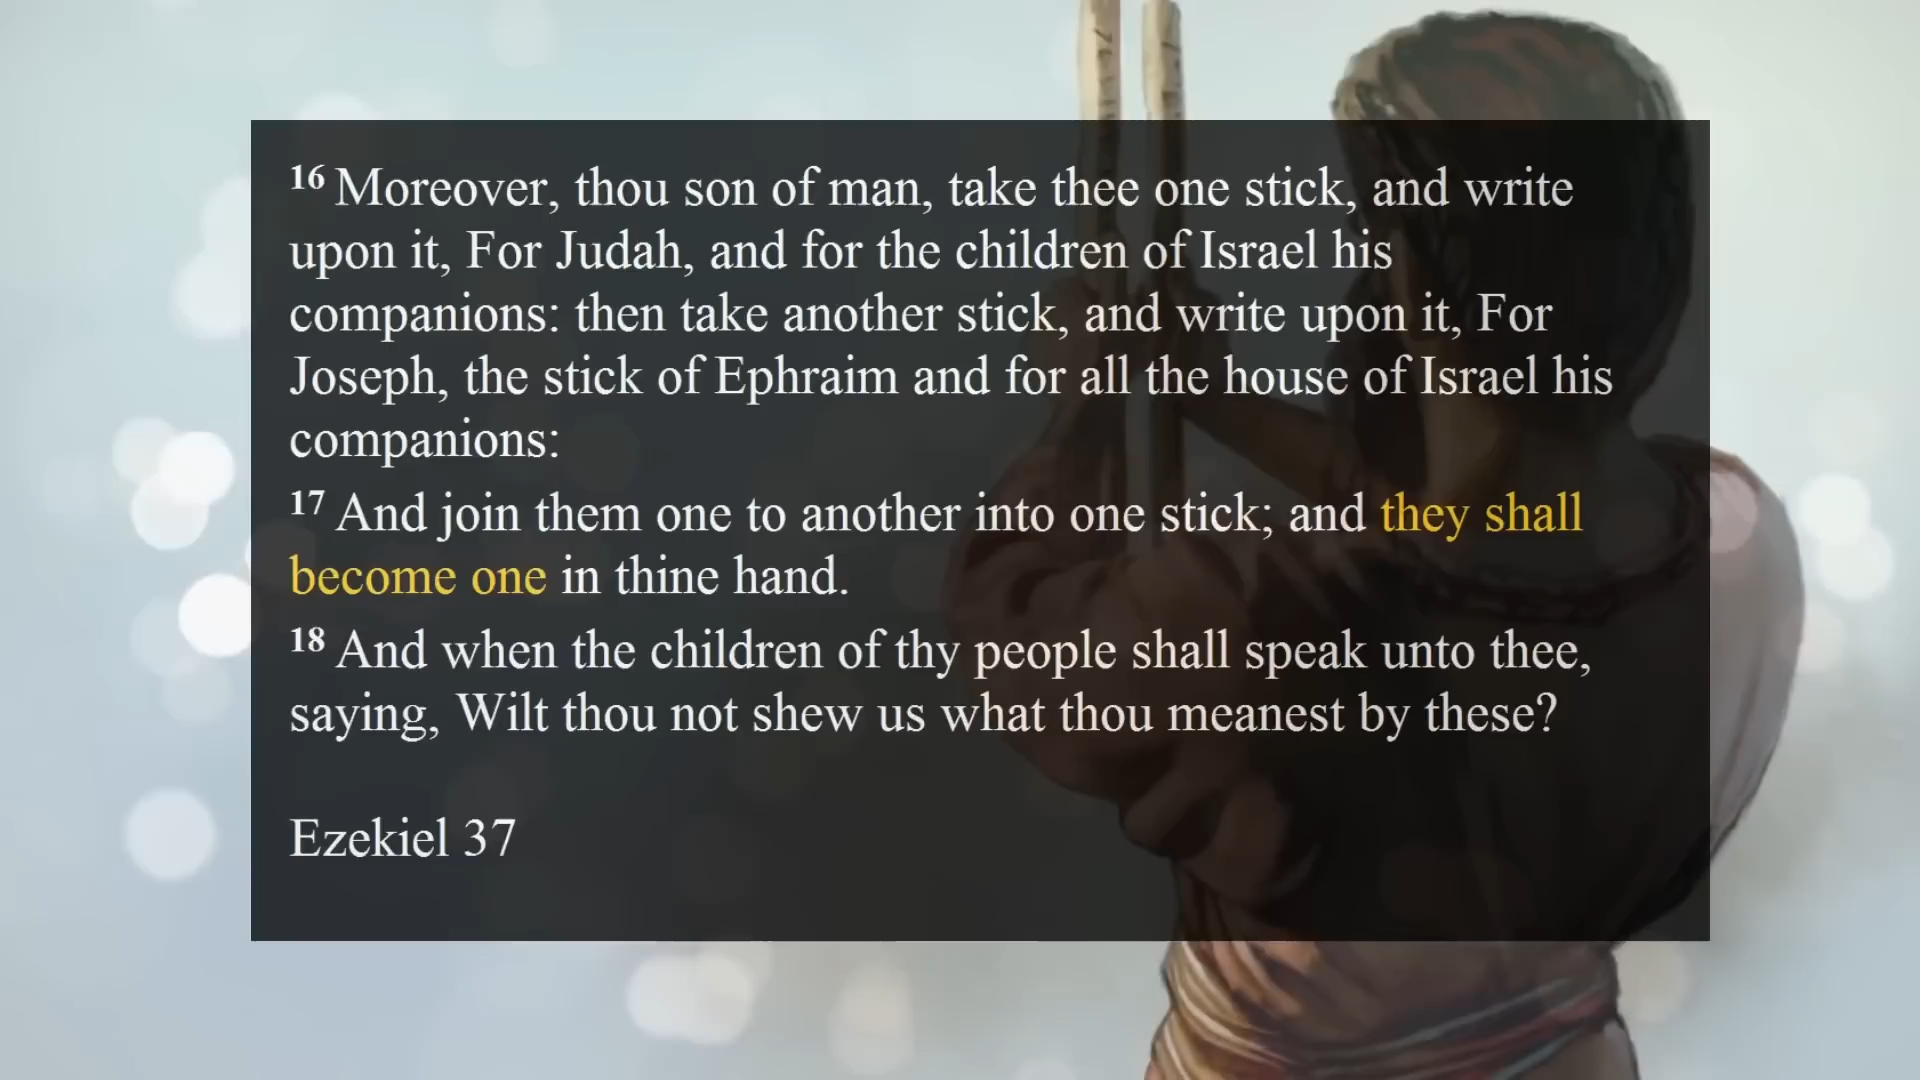 16 Moreover, thou son of man, take thee one stick, and write
upon it, For Judah, and for the children of Israel his
companions: then take another stick, and write upon it, For
Joseph, the stick of Ephraim and for all the house of Israel his
companions:
17 And join them one to another into one stick; and they shall
become one in thine hand.
18 And when the children of thy people shall speak unto thee,
saying, Wilt thou not shew us what thou meanest by these?
Ezekiel 37